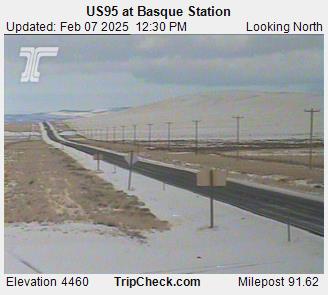 US95 at Basque Station
Updated: Feb 07 2025 12:30 PM Looking North
Elevation 4460 TripCheck.com Milepost 91.62